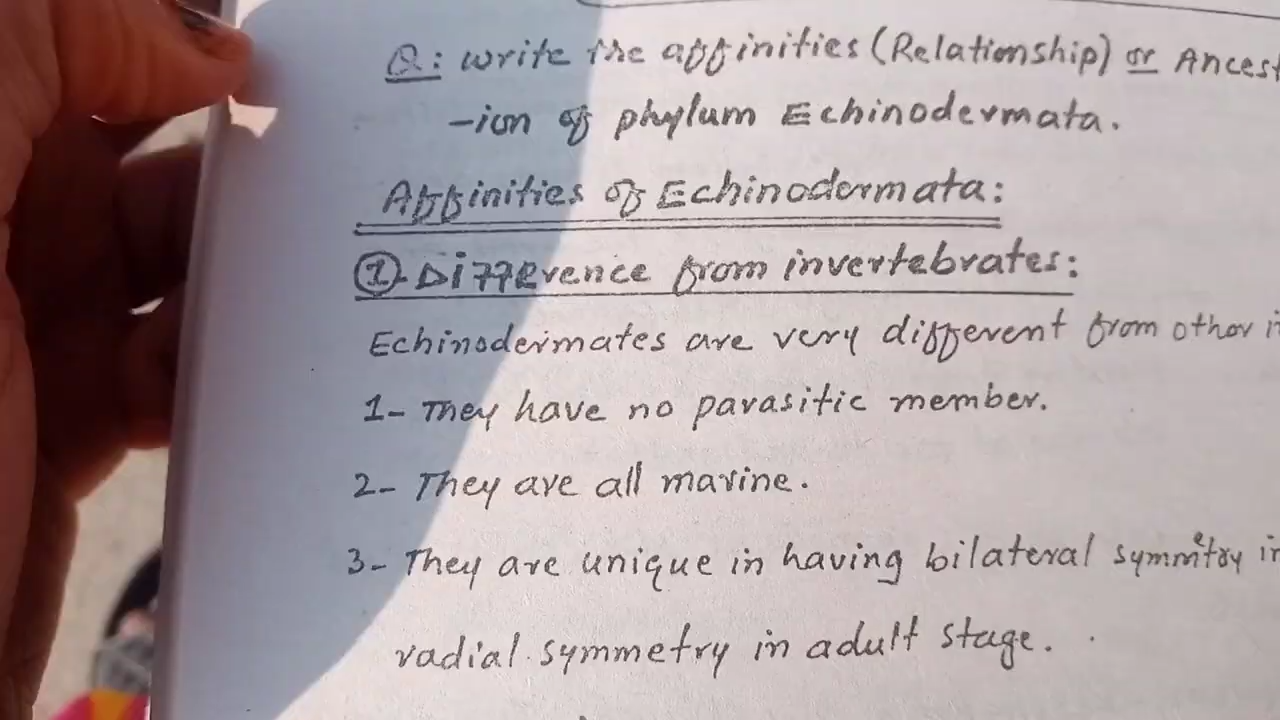 Q: write the affinities (Relationship) or Ancest
-ion of phylum Echinodermata.
Affinities of Echinodermata:
① Difference from invertebrates:
Echinodermates are very different from other i
1- They have no parasitic member.
2- They are all marine.
3- They are unique in having bilateral symmetry in
radial symmetry in adult stage.